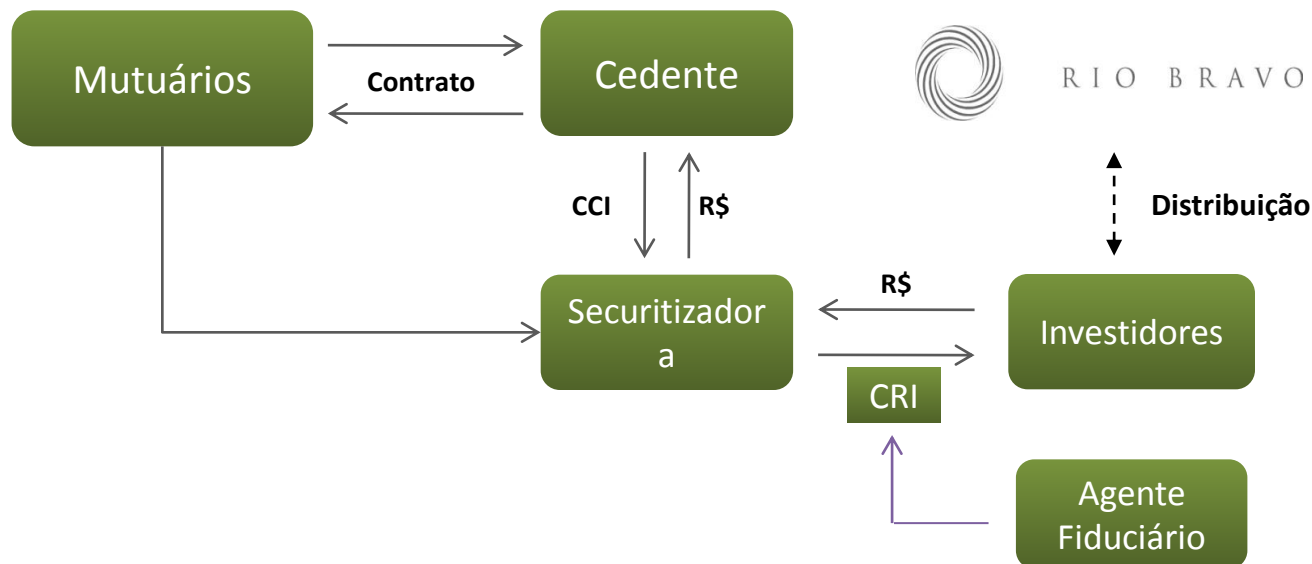 Mutuários
Contrato
Cedente
RIO BRAVO
CCI
R$
Distribuição
Securitizador
a
R$
Investidores
CRI
Agente
Fiduciário